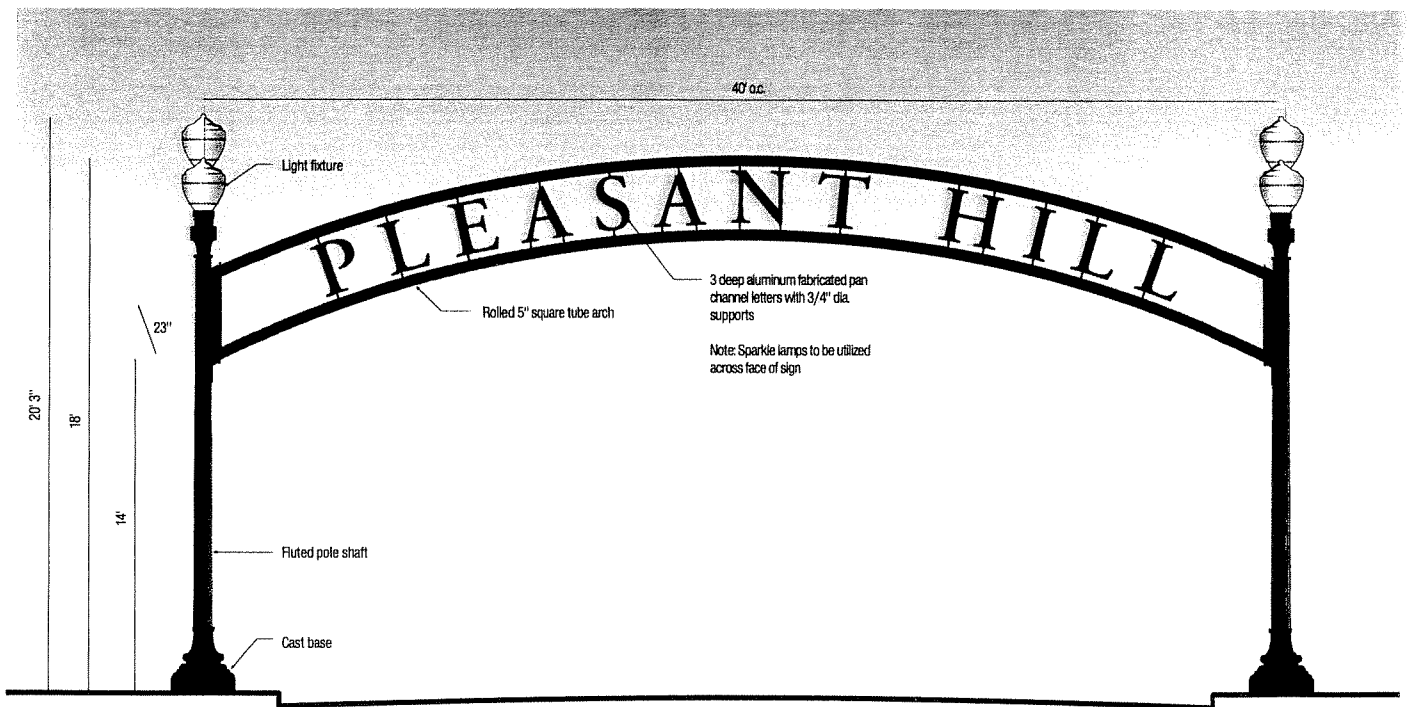 40' o.c.
Light fixture
PLEASANT HILL
3 deep aluminum fabricated pan
channel letters with 3/4" dia.
supports
Rolled 5" square tube arch
23"
Note: Sparkle lamps to be utilized
across face of sign
20' 3"
18'
14'
Fluted pole shaft
Cast base